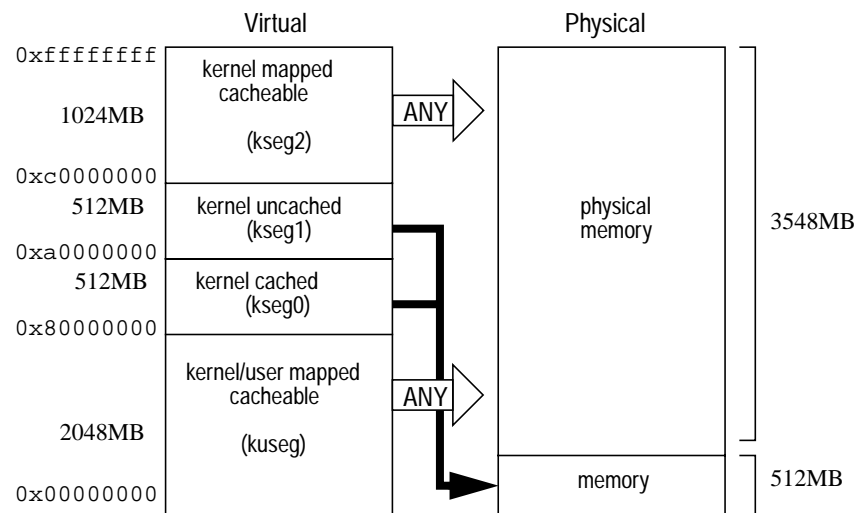 Virtual
Physical
0xffffffff
kernel mapped
cacheable
(kseg2)
1024MB
ANY
0xc0000000
512MB
kernel uncached
(kseg1)
0xa0000000
512MB
kernel cached
(kseg0)
0x80000000
kernel/user mapped
cacheable
(kuseg)
ANY
2048MB
0x00000000
physical
memory
3548MB
memory
512MB